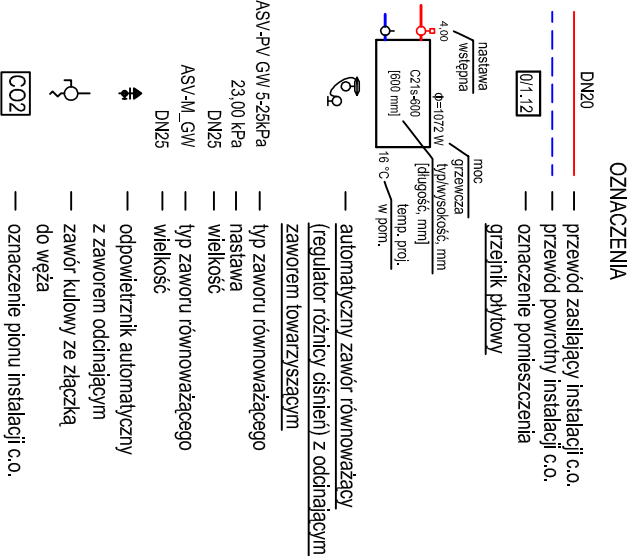 OZNACZENIA
DN20
— przewód zasilający instalacji c.o.
— przewód powrotny instalacji c.o.
0/1.12
— oznaczenie pomieszczenia
grzejnik płytowy
4,00
nastawa
wstępna
C21s-600
[600 mm]
Φ=1072 W
16 °C
moc
grzewcza
typ/wysokość, mm
[długość, mm]
temp. proj.
w pom.
— automatyczny zawór równoważący
(regulator różnicy ciśnień) z odcinającym
zaworem towarzyszącym
ASV-PV GW 5-25kPa — typ zaworu równoważącego
23,00 kPa — nastawa
DN25 — wielkość
ASV-M_GW — typ zaworu równoważącego
DN25 — wielkość
— odpowietrznik automatyczny
z zaworem odcinającym
— zawór kulowy ze złączką
do węża
CO2 — oznaczenie pionu instalacji c.o.